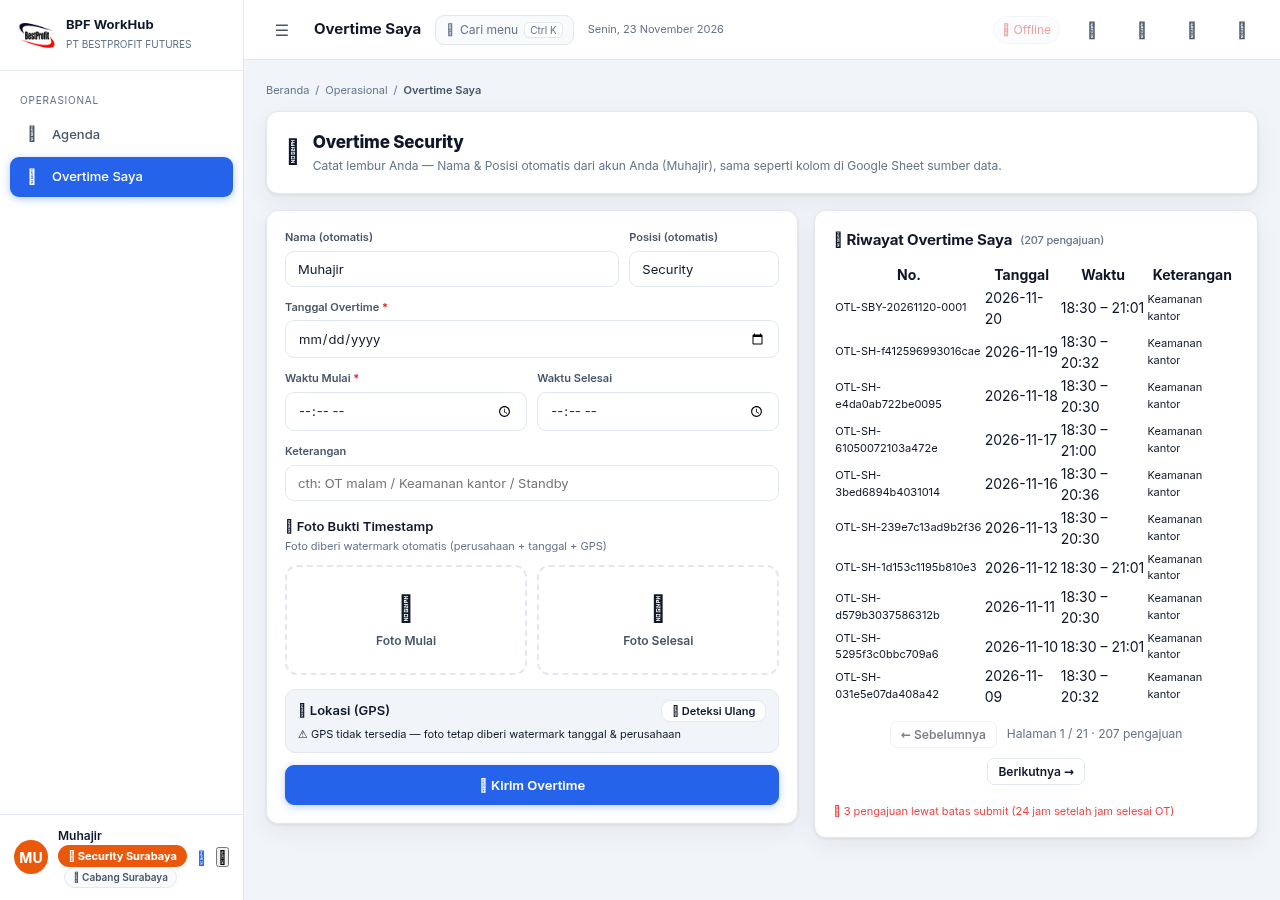 BestProfit
BPF WorkHub
PT BESTPROFIT FUTURES
☰ Overtime Saya Cari menu Ctrl K Senin, 23 November 2026 Offline
OPERASIONAL
Agenda
Overtime Saya
Beranda / Operasional / Overtime Saya
Overtime Security
Catat lembur Anda — Nama & Posisi otomatis dari akun Anda (Muhajir), sama seperti kolom di Google Sheet sumber data.
Nama (otomatis) Posisi (otomatis)
Muhajir Security
Tanggal Overtime *
mm/dd/yyyy
Waktu Mulai * Waktu Selesai
--:-- -- --:-- --
Keterangan
cth: OT malam / Keamanan kantor / Standby
Foto Bukti Timestamp
Foto diberi watermark otomatis (perusahaan + tanggal + GPS)
Foto Mulai Foto Selesai
Lokasi (GPS) Deteksi Ulang
⚠ GPS tidak tersedia — foto tetap diberi watermark tanggal & perusahaan
Kirim Overtime
Riwayat Overtime Saya (207 pengajuan)
No. Tanggal Waktu Keterangan
OTL-SBY-20261120-0001 2026-11-20 18:30 – 21:01 Keamanan kantor
OTL-SH-f412596993016cae 2026-11-19 18:30 – 20:32 Keamanan kantor
OTL-SH-e4da0ab722be0095 2026-11-18 18:30 – 20:30 Keamanan kantor
OTL-SH-61050072103a472e 2026-11-17 18:30 – 21:00 Keamanan kantor
OTL-SH-3bed6894b4031014 2026-11-16 18:30 – 20:36 Keamanan kantor
OTL-SH-239e7c13ad9b2f36 2026-11-13 18:30 – 20:30 Keamanan kantor
OTL-SH-1d153c1195b810e3 2026-11-12 18:30 – 21:01 Keamanan kantor
OTL-SH-d579b3037586312b 2026-11-11 18:30 – 20:30 Keamanan kantor
OTL-SH-5295f3c0bbc709a6 2026-11-10 18:30 – 21:01 Keamanan kantor
OTL-SH-031e5e07da408a42 2026-11-09 18:30 – 20:32 Keamanan kantor
← Sebelumnya Halaman 1 / 21 · 207 pengajuan
Berikutnya →
3 pengajuan lewat batas submit (24 jam setelah jam selesai OT)
MU
Muhajir
Security Surabaya
Cabang Surabaya